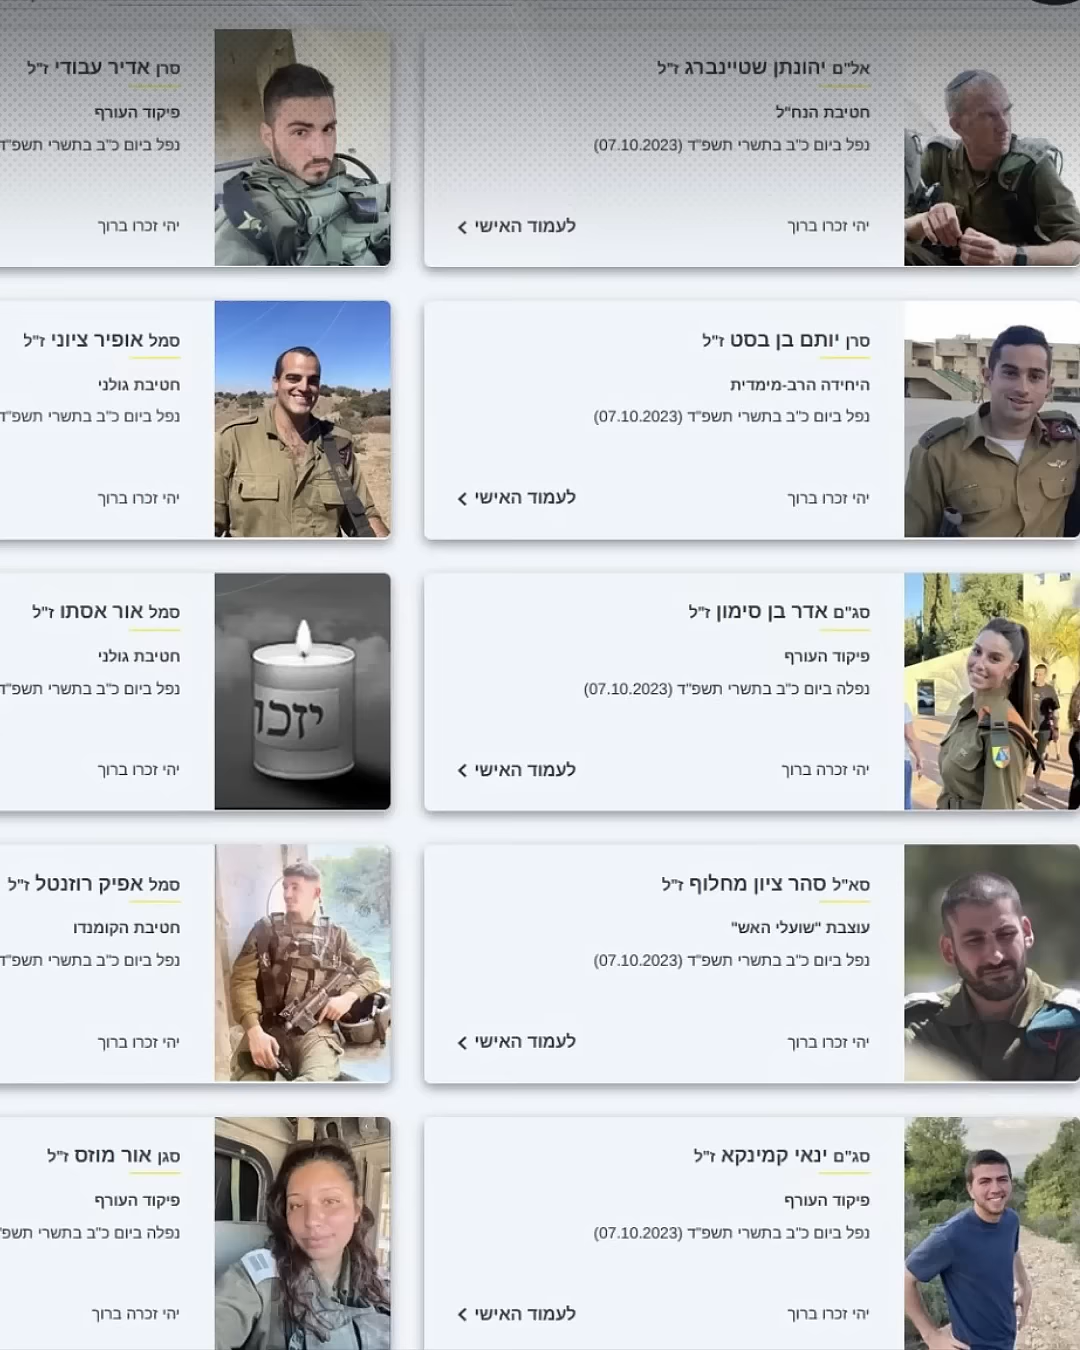 אל"ם יהונתן שטיינברג ז"ל
חטיבת הנח"ל
נפל ביום כ"ב בתשרי תשפ"ד (07.10.2023)
יהי זכרו ברוך
לעמוד האישי
סרן אדיר עבודי ז"ל
פיקוד העורף
נפל ביום כ"ב בתשרי תשפ"ד
יהי זכרו ברוך
סרן יותם בן בסט ז"ל
היחידה הרב-מימדית
נפל ביום כ"ב בתשרי תשפ"ד (07.10.2023)
יהי זכרו ברוך
לעמוד האישי
סמל אופיר ציוני ז"ל
חטיבת גולני
נפל ביום כ"ב בתשרי תשפ"ד
יהי זכרו ברוך
סג"ם אדר בן סימון ז"ל
פיקוד העורף
נפלה ביום כ"ב בתשרי תשפ"ד (07.10.2023)
יהי זכרה ברוך
לעמוד האישי
סמל אור אסתו ז"ל
חטיבת גולני
נפל ביום כ"ב בתשרי תשפ"ד
יהי זכרו ברוך
יזכור
סא"ל סהר ציון מחלוף ז"ל
עוצבת "שועלי האש"
נפל ביום כ"ב בתשרי תשפ"ד (07.10.2023)
יהי זכרו ברוך
לעמוד האישי
סמל אפיק רוזנטל ז"ל
חטיבת הקומנדו
נפל ביום כ"ב בתשרי תשפ"ד
יהי זכרו ברוך
סג"ם ינאי קמינקא ז"ל
פיקוד העורף
נפל ביום כ"ב בתשרי תשפ"ד (07.10.2023)
יהי זכרו ברוך
לעמוד האישי
סגן אור מוזס ז"ל
פיקוד העורף
נפלה ביום כ"ב בתשרי תשפ"
יהי זכרה ברוך